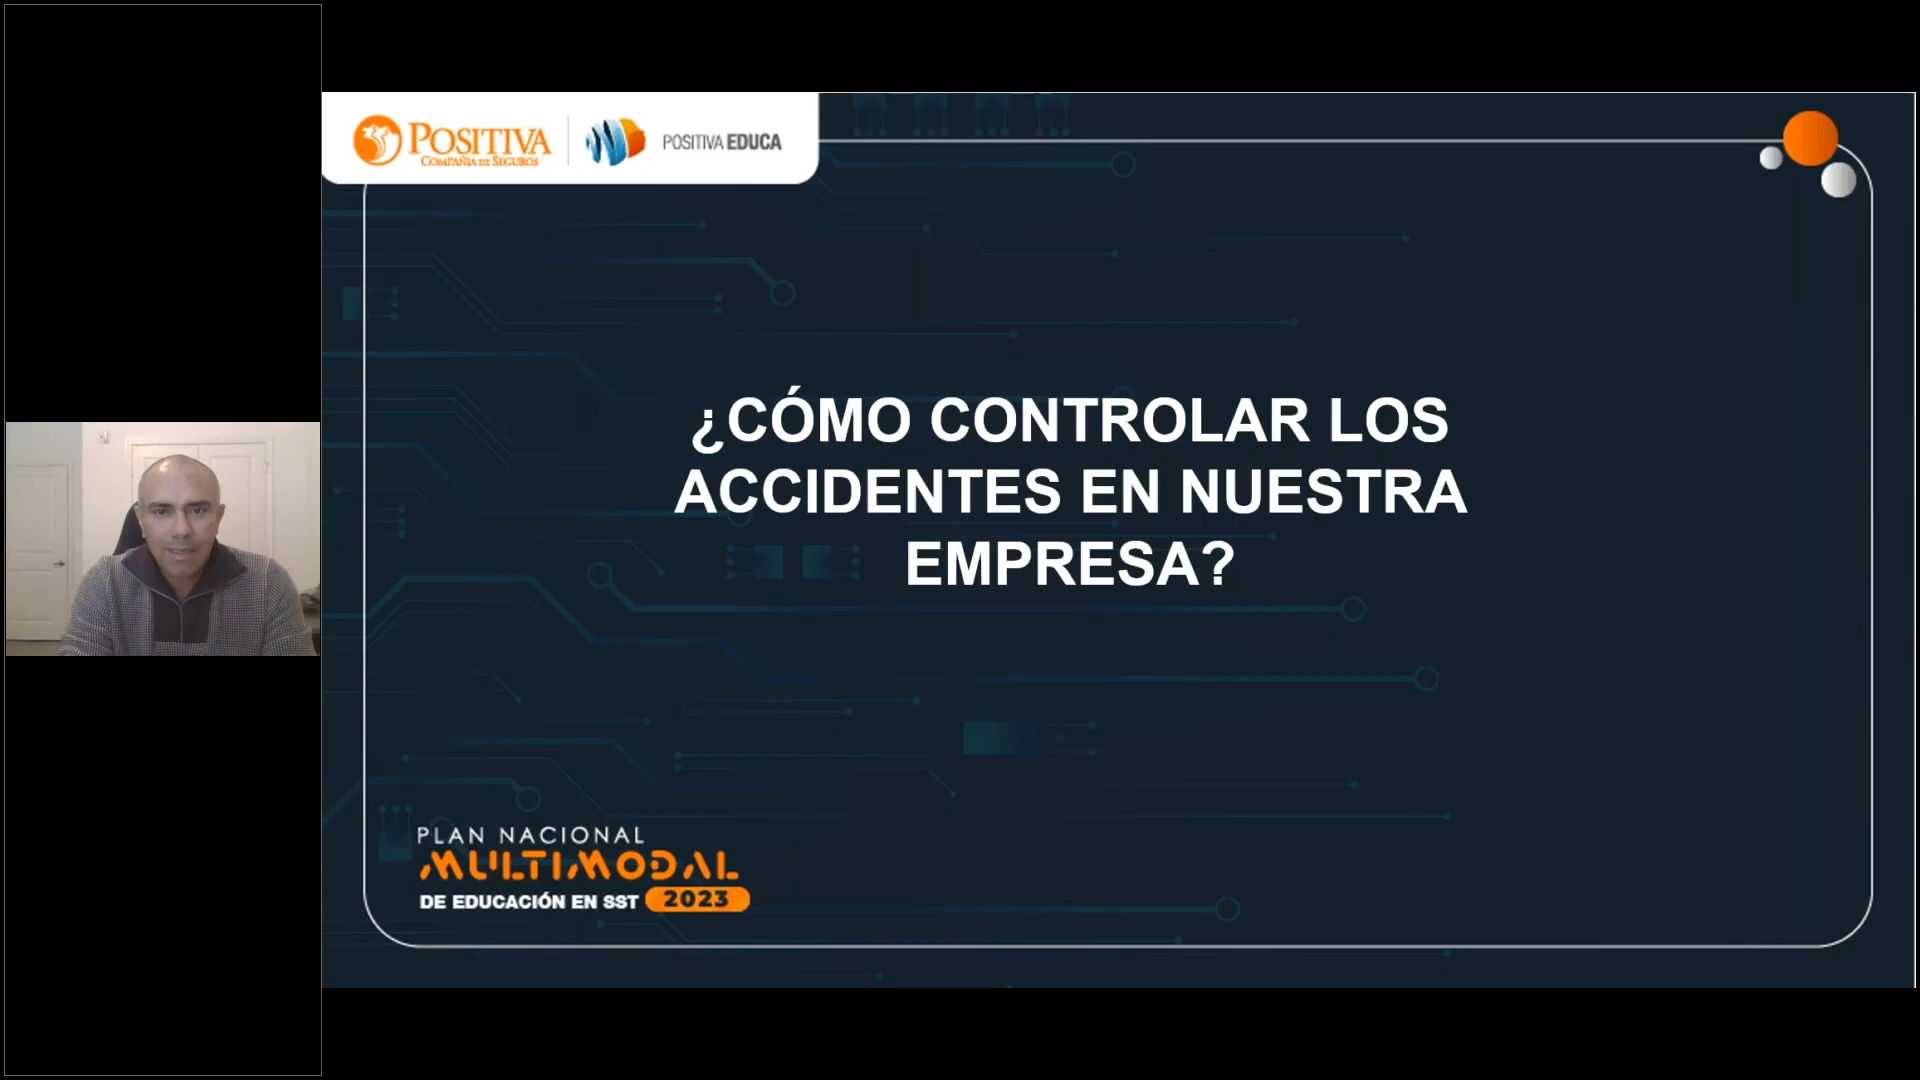 POSITIVA
COMPAÑIA DE SEGUROS
POSITIVA EDUCA
¿CÓMO CONTROLAR LOS
ACCIDENTES EN NUESTRA
EMPRESA?
PLAN NACIONAL
MULTIMODAL
DE EDUCACIÓN EN SST 2023